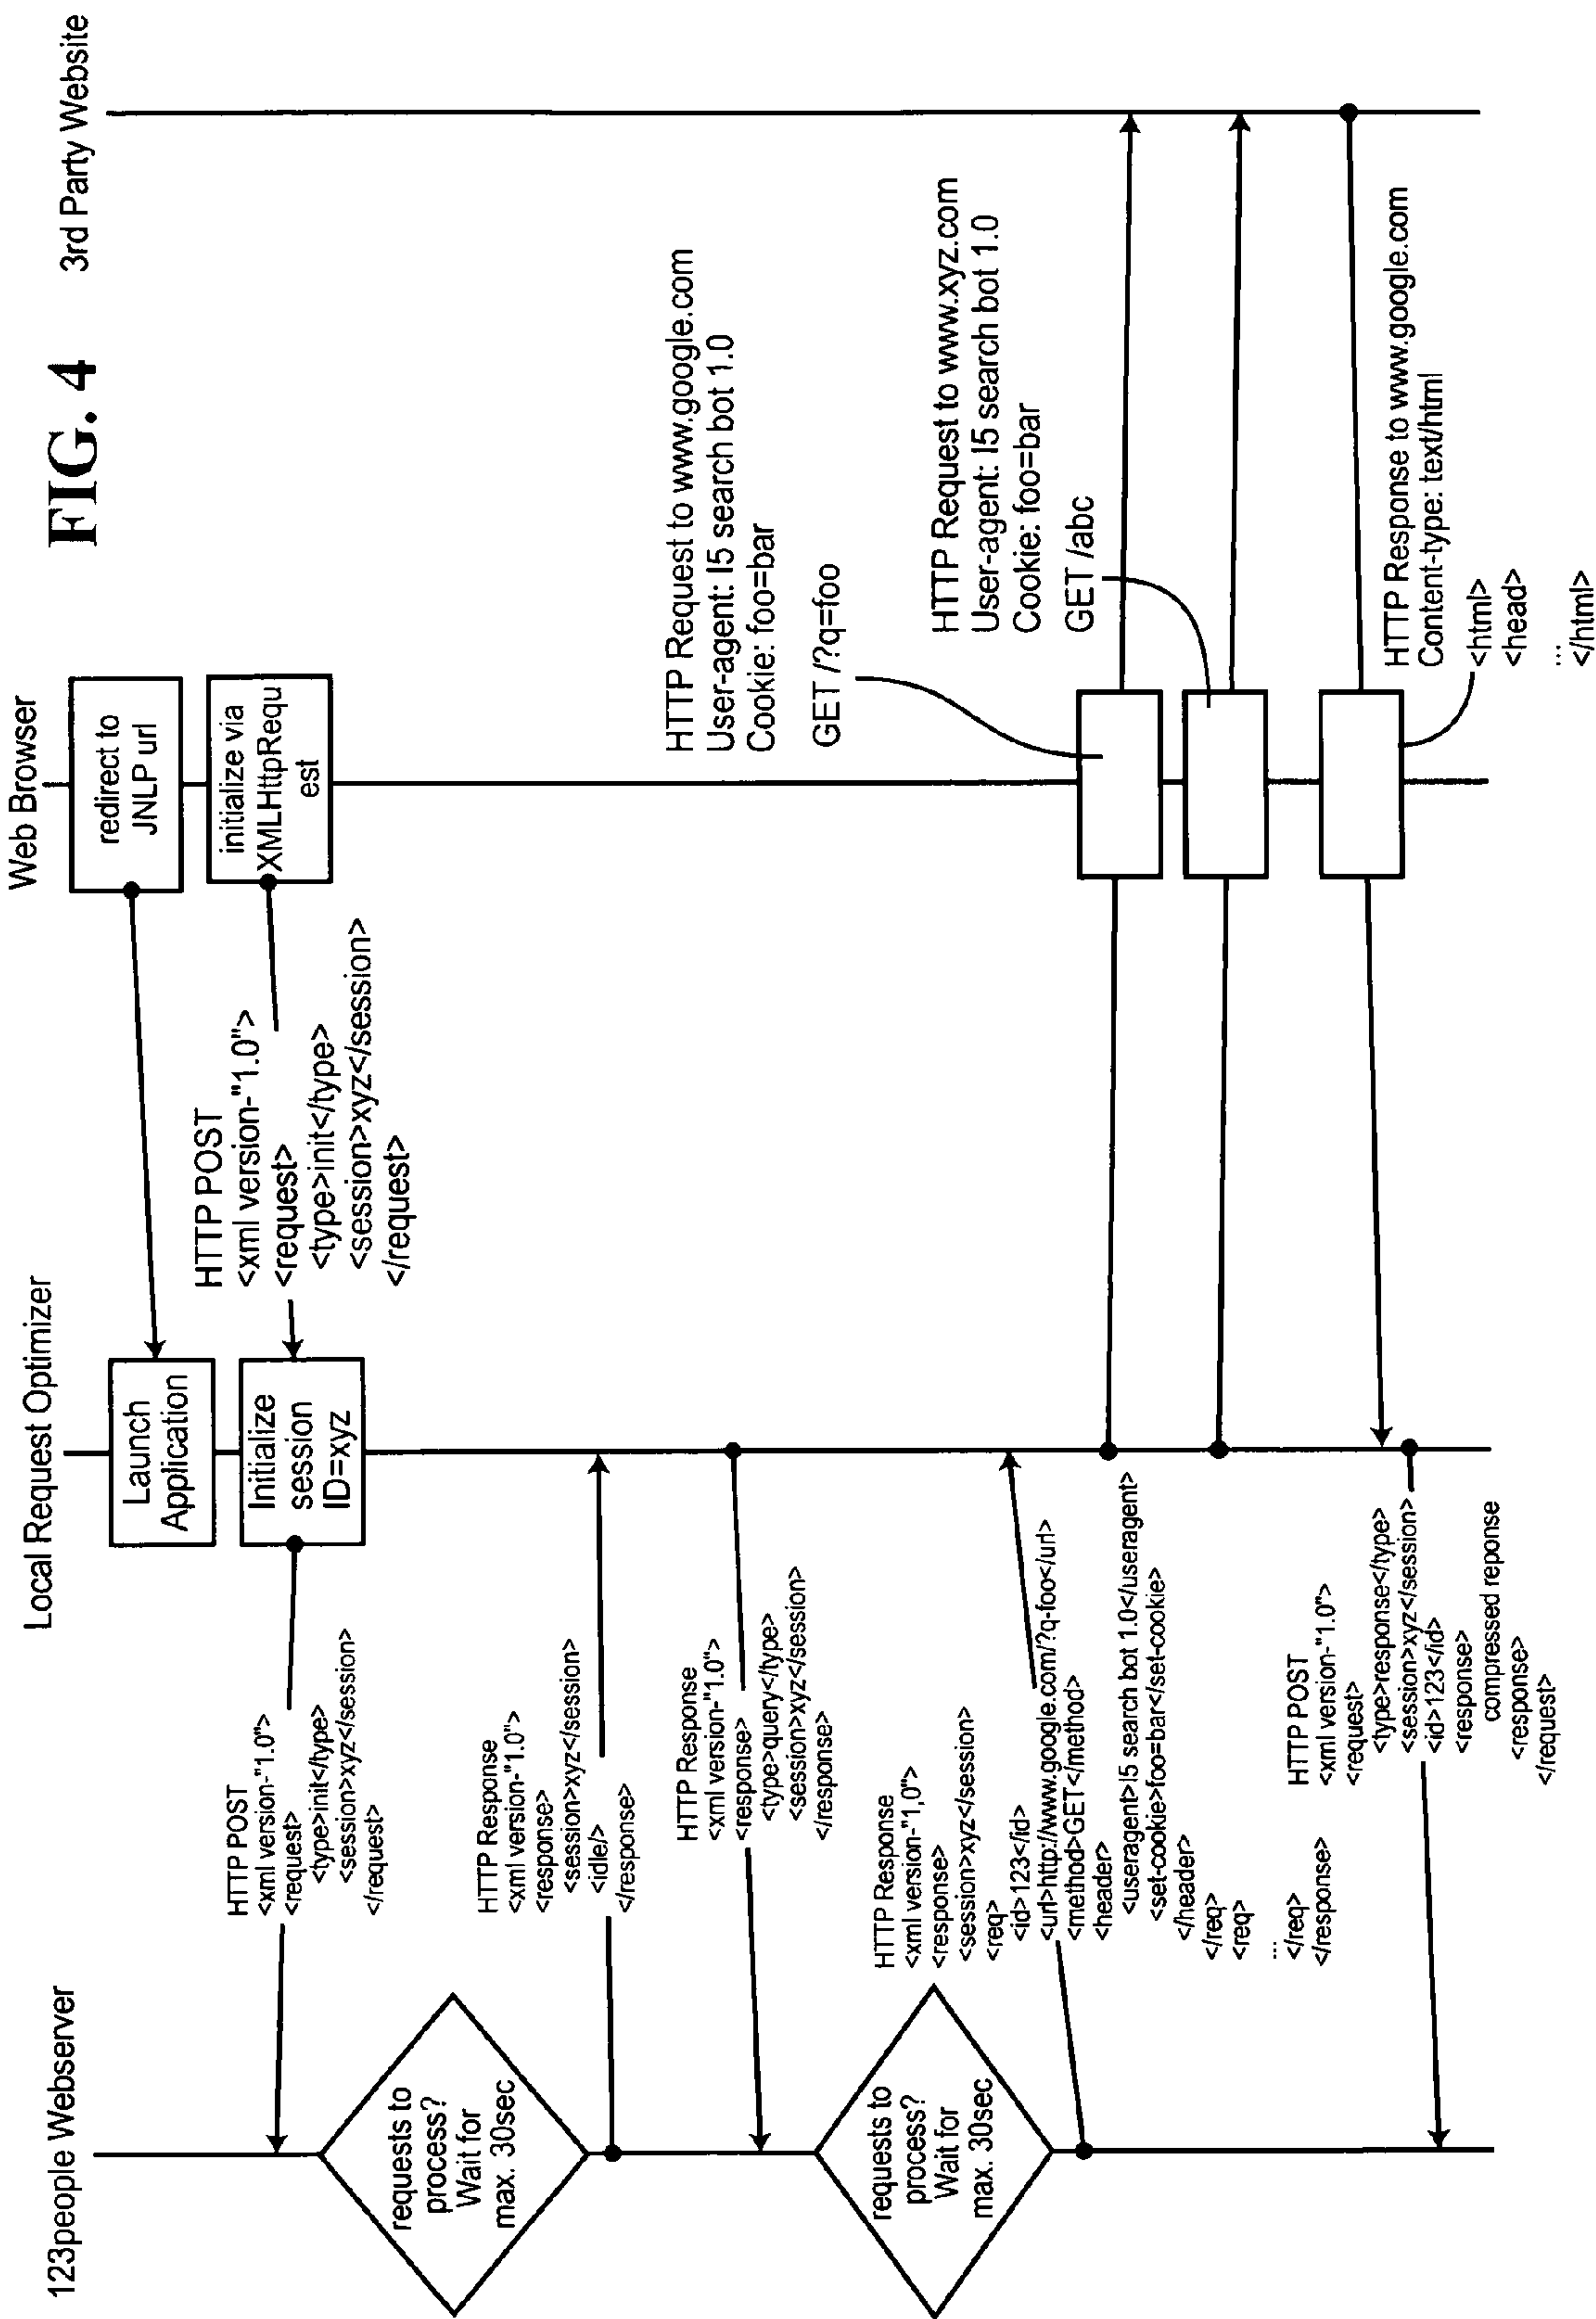 FIG. 4
123people Webserver
Local Request Optimizer
Web Browser
3rd Party Website
redirect to
JNLP url
Launch
Application
initialize via
XMLHttpRequ
est
HTTP POST
<xml version-"1.0">
<request>
<type>init</type>
<session>xyz</session>
</request>
Initialize
session
ID=xyz
HTTP POST
<xml version-"1.0">
<request>
<type>init</type>
<session>xyz</session>
</request>
requests to
process?
Wait for
max. 30sec
HTTP Response
<xml version-"1.0">
<response>
<session>xyz</session>
<idle/>
</response>
HTTP Response
<xml version-"1.0">
<response>
<type>query</type>
<session>xyz</session>
</response>
requests to
process?
Wait for
max. 30sec
HTTP Response
<xml version-"1,0">
<response>
<session>xyz</session>
<req>
<id>123</id>
<url>http://www.google.com/?q-foo</url>
<method>GET</method>
<header>
<useragent>I5 search bot 1.0</useragent>
<set-cookie>foo=bar</set-cookie>
</header>
</req>
<req>
...
</req>
</response>
HTTP Request to www.google.com
User-agent: I5 search bot 1.0
Cookie: foo=bar
GET /?q=foo
HTTP Request to www.xyz.com
User-agent: I5 search bot 1.0
Cookie: foo=bar
GET /abc
HTTP Response to www.google.com
Content-type: text/html
<html>
<head>
...
</html>
HTTP POST
<xml version-"1.0">
<request>
<type>response</type>
<session>xyz</session>
<id>123</id>
<response>
compressed reponse
<response>
</request>